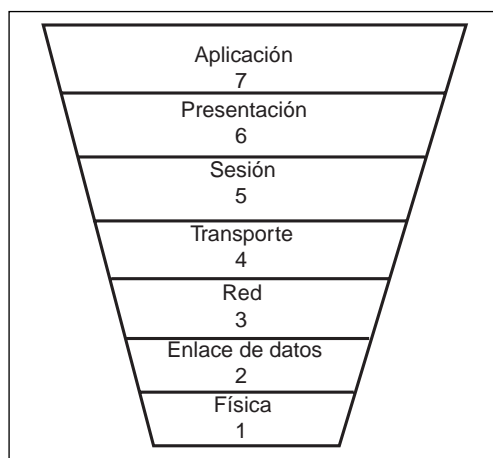 Aplicación
7
Presentación
6
Sesión
5
Transporte
4
Red
3
Enlace de datos
2
Física
1